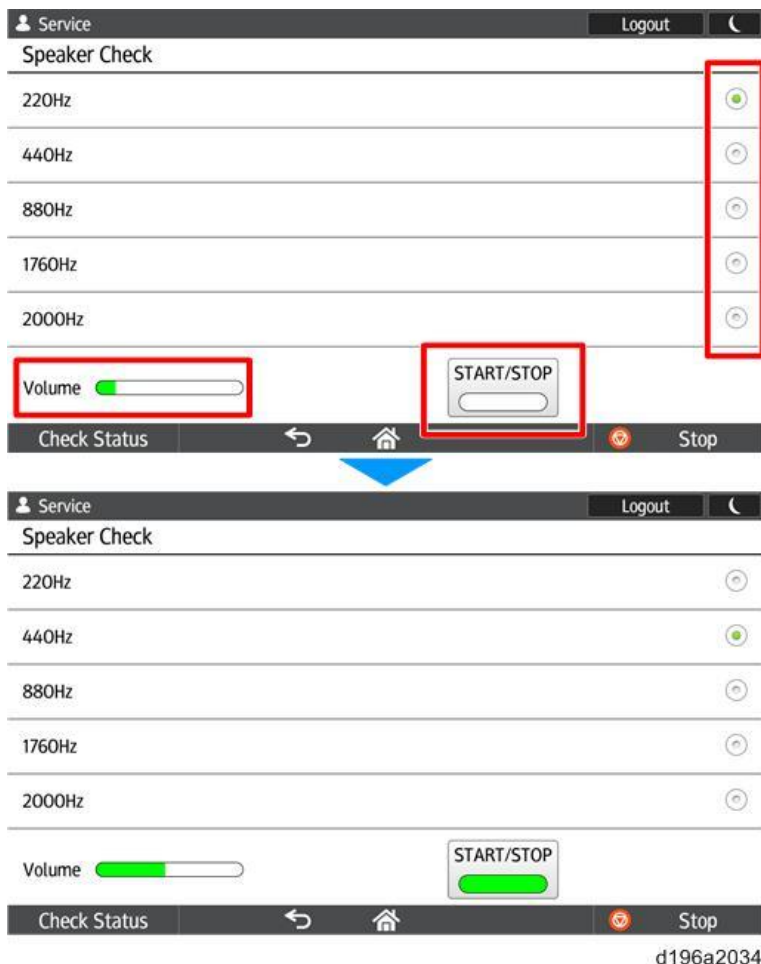 Service Logout
Speaker Check
220Hz
440Hz
880Hz
1760Hz
2000Hz
Volume START/STOP
Check Status Stop
Service Logout
Speaker Check
220Hz
440Hz
880Hz
1760Hz
2000Hz
Volume START/STOP
Check Status Stop
d196a2034